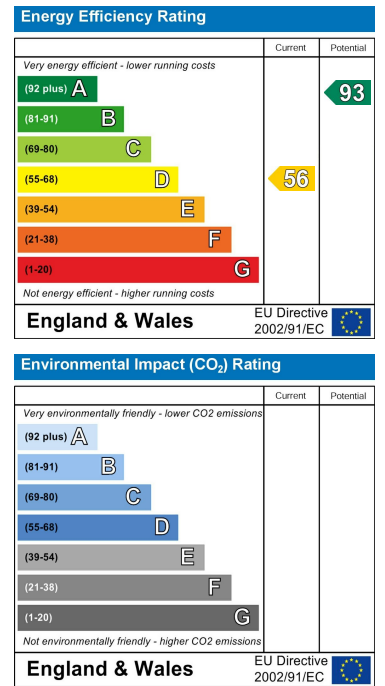 Energy Efficiency Rating
Current Potential
Very energy efficient - lower running costs
(92 plus) A
93
(81-91) B
(69-80) C
(55-68) D
56
(39-54) E
(21-38) F
(1-20) G
Not energy efficient - higher running costs
England & Wales
EU Directive
2002/91/EC
Environmental Impact (CO₂) Rating
Current Potential
Very environmentally friendly - lower CO2 emissions
(92 plus) A
(81-91) B
(69-80) C
(55-68) D
(39-54) E
(21-38) F
(1-20) G
Not environmentally friendly - higher CO2 emissions
England & Wales
EU Directive
2002/91/EC